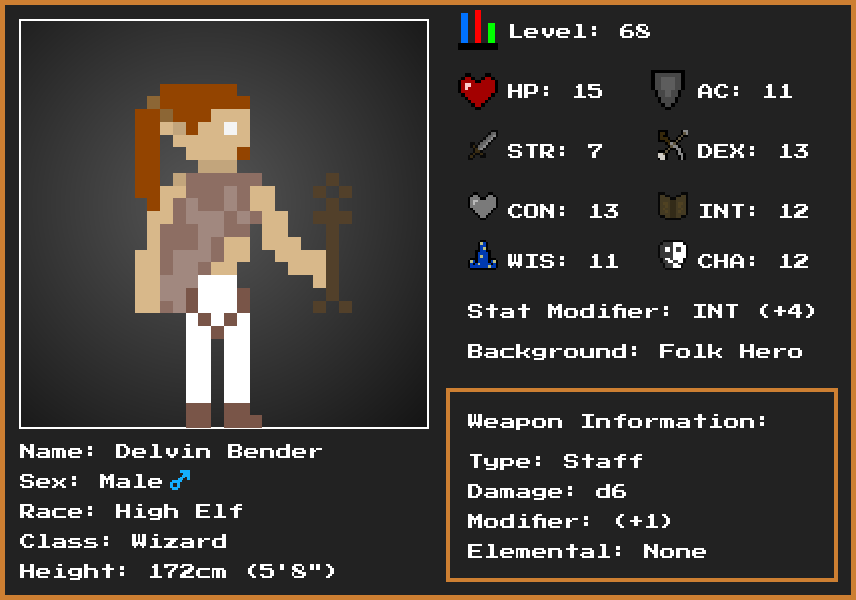 Level: 68
HP: 15
AC: 11
STR: 7
DEX: 13
CON: 13
INT: 12
WIS: 11
CHA: 12
Stat Modifier: INT (+4)
Background: Folk Hero
Weapon Information:
Type: Staff
Damage: d6
Modifier: (+1)
Elemental: None
Name: Delvin Bender
Sex: Male ♂
Race: High Elf
Class: Wizard
Height: 172cm (5'8")